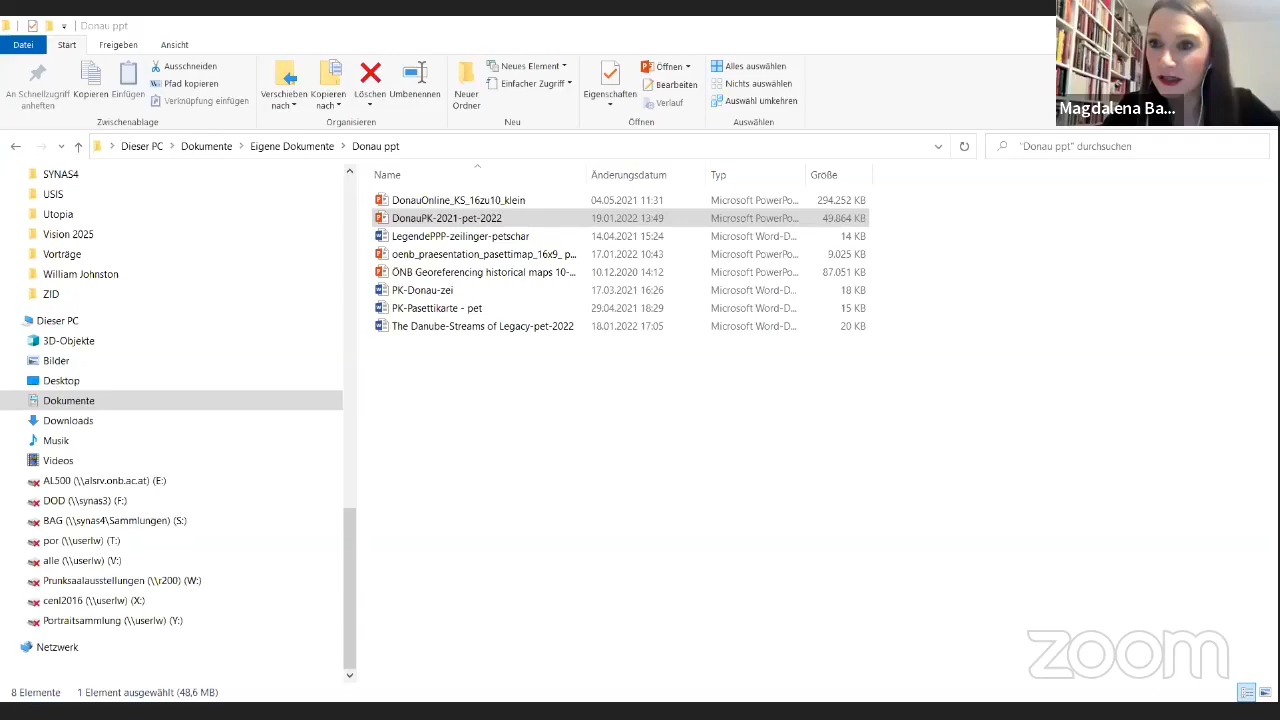 Donau ppt
Datei Start Freigeben Ansicht
An Schnellzugriff anheften
Kopieren
Einfügen
Ausschneiden
Pfad kopieren
Verknüpfung einfügen
Zwischenablage
Verschieben nach
Kopieren nach
Löschen
Umbenennen
Organisieren
Neuer Ordner
Neues Element
Einfacher Zugriff
Neu
Eigenschaften
Öffnen
Bearbeiten
Verlauf
Öffnen
Alles auswählen
Nichts auswählen
Auswahl umkehren
Auswählen
Magdalena Ba...
Dieser PC > Dokumente > Eigene Dokumente > Donau ppt
"Donau ppt" durchsuchen
SYNAS4
USIS
Utopia
Vision 2025
Vorträge
William Johnston
ZID
Dieser PC
3D-Objekte
Bilder
Desktop
Dokumente
Downloads
Musik
Videos
AL500 (\\alsrv.onb.ac.at) (E:)
DOD (\\synas3) (F:)
BAG (\\synas4\Sammlungen) (S:)
por (\\userlw) (T:)
alle (\\userlw) (V:)
Prunksaalausstellungen (\\r200) (W:)
cenl2016 (\\userlw) (X:)
Portraitsammlung (\\userlw) (Y:)
Netzwerk
Name Änderungsdatum Typ Größe
DonauOnline_KS_16zu10_klein 04.05.2021 11:31 Microsoft PowerPo... 294.252 KB
DonauPK-2021-pet-2022 19.01.2022 13:49 Microsoft PowerPo... 49.864 KB
LegendePPP-zeilinger-petschar 14.04.2021 15:24 Microsoft Word-D... 14 KB
oenb_praesentation_pasettimap_16x9_ p... 17.01.2022 10:43 Microsoft PowerPo... 9.025 KB
ÖNB Georeferencing historical maps 10-... 10.12.2020 14:12 Microsoft PowerPo... 87.051 KB
PK-Donau-zei 17.03.2021 16:26 Microsoft Word-D... 18 KB
PK-Pasettikarte - pet 29.04.2021 18:29 Microsoft Word-D... 15 KB
The Danube-Streams of Legacy-pet-2022 18.01.2022 17:05 Microsoft Word-D... 20 KB
zoom
8 Elemente 1 Element ausgewählt (48,6 MB)